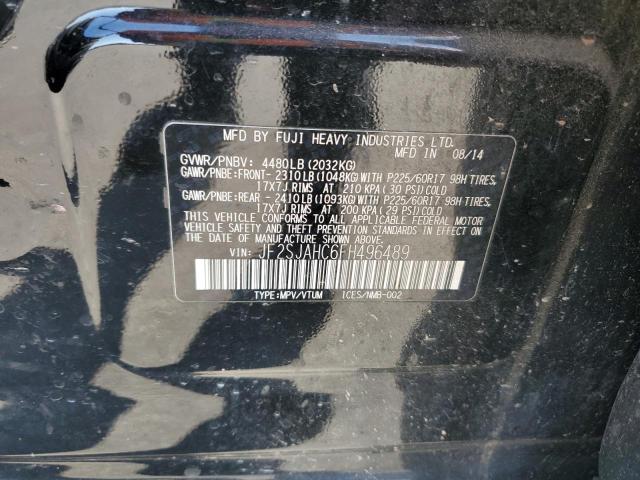 MFD BY FUJI HEAVY INDUSTRIES LTD.
MFD IN 08/14
GVWR/PNBV: 4480LB (2032KG)
GAWR/PNBE:FRONT- 2310LB (1048KG) WITH P225/60R17 98H TIRES,
17X7J RIMS AT 210 KPA ( 30 PSI) COLD
GAWR/PNBE:REAR - 2410LB (1093KG) WITH P225/60R17 98H TIRES,
17X7J RIMS AT 200 KPA ( 29 PSI) COLD
THIS VEHICLE CONFORMS TO ALL APPLICABLE FEDERAL MOTOR
VEHICLE SAFETY AND THEFT PREVENTION STANDARDS IN EFFECT
ON THE DATE OF MANUFACTURE SHOWN ABOVE.
VIN: JF2SJAHC6FH496489
TYPE:MPV/VTUM ICES/NMB-002